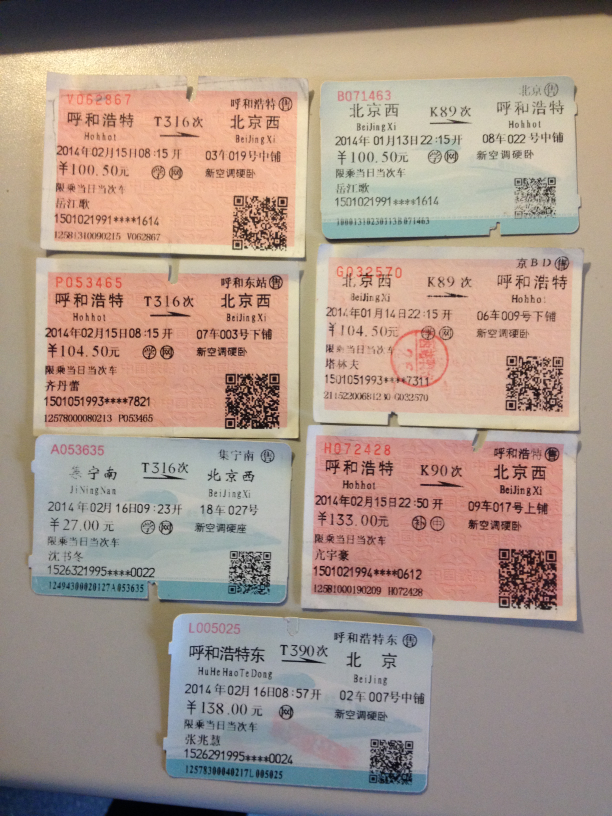 V052867
呼和浩特 售
呼和浩特 T316次 北京西
Hohhot BeiJingXi
2014年02月15日08:15开 03车019号中铺
￥100.50元 学 网 新空调硬卧
限乘当日当次车
岳江歌
1501021991****1614
12581310090215 V062867
B071463
北京 售
北京西 K89次 呼和浩特
BeiJingXi Hohhot
2014年01月13日22:15开 08车022号中铺
￥100.50元 学 网 新空调硬卧
限乘当日当次车
岳江歌
1501021991****1614
10001310230113B071463
P053465
呼和东站 售
呼和浩特 T316次 北京西
Hohhot BeiJingXi
2014年02月15日08:15开 07车003号下铺
￥104.50元 学 网 新空调硬卧
限乘当日当次车
齐丹蕾
1501051993****7821
12578000080213 P053465
G032570
京BD 售
北京西 K89次 呼和浩特
BeiJingXi Hohhot
2014年01月14日22:15开 06车009号下铺
￥104.50元 学 网 新空调硬卧
限乘当日当次车
塔林夫
1501051993****7311
G032570
A053635
集宁南 售
集宁南 T316次 北京西
JiNingNan BeiJingXi
2014年02月16日09:23开 18车027号
￥27.00元 学 网 新空调硬座
限乘当日当次车
沈书冬
1526321995****0022
12494300020127A053635
H072428
呼和浩特 售
呼和浩特 K90次 北京西
Hohhot BeiJingXi
2014年02月15日22:50开 09车017号上铺
￥133.00元 新空调硬卧
限乘当日当次车
亢宇豪
1501021994****0612
12581000190209 H072428
L005025
呼和浩特东 售
呼和浩特东 T390次 北京
HuHeHaoTeDong BeiJing
2014年02月16日08:57开 02车007号中铺
￥138.00元 网 新空调硬卧
限乘当日当次车
张兆慧
1526291995****0024
12578300040217L005025